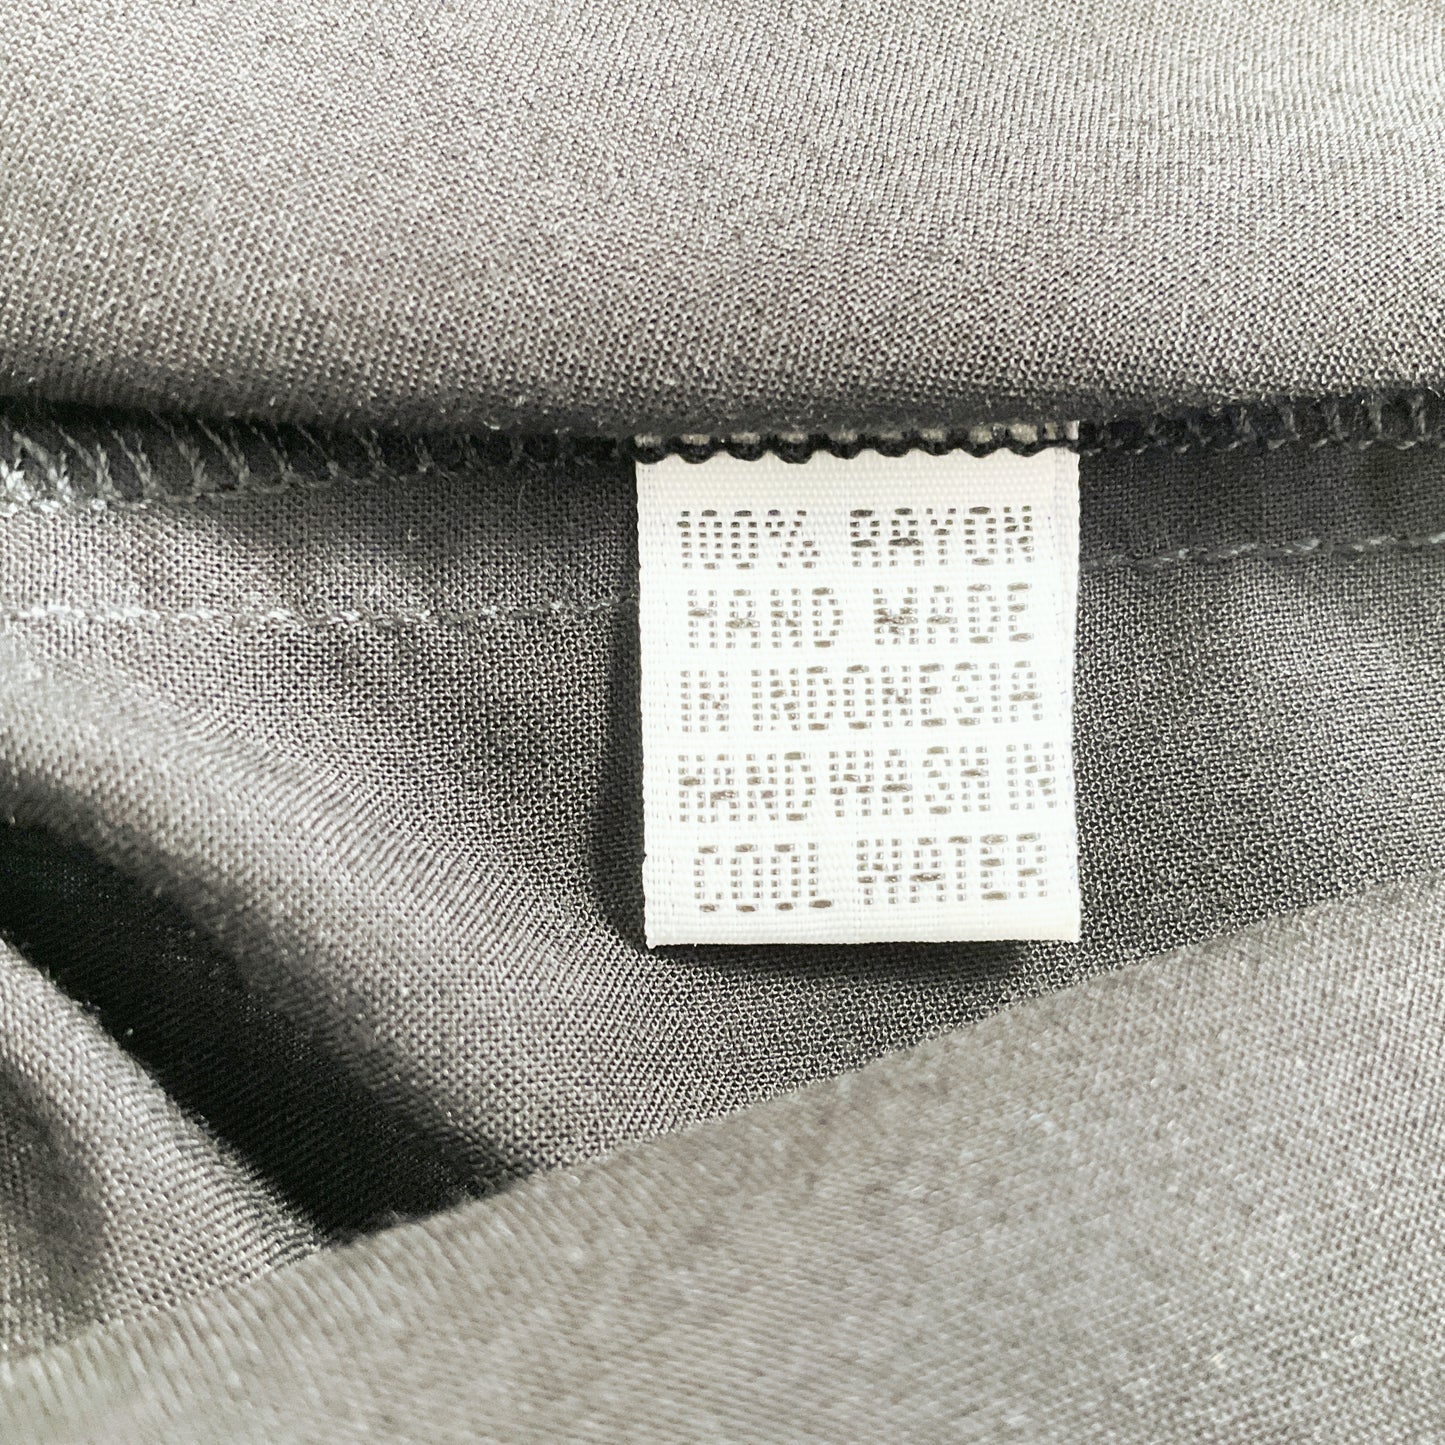 100% RAYON
HAND MADE
IN INDONESIA
HAND WASH IN
COOL WATER